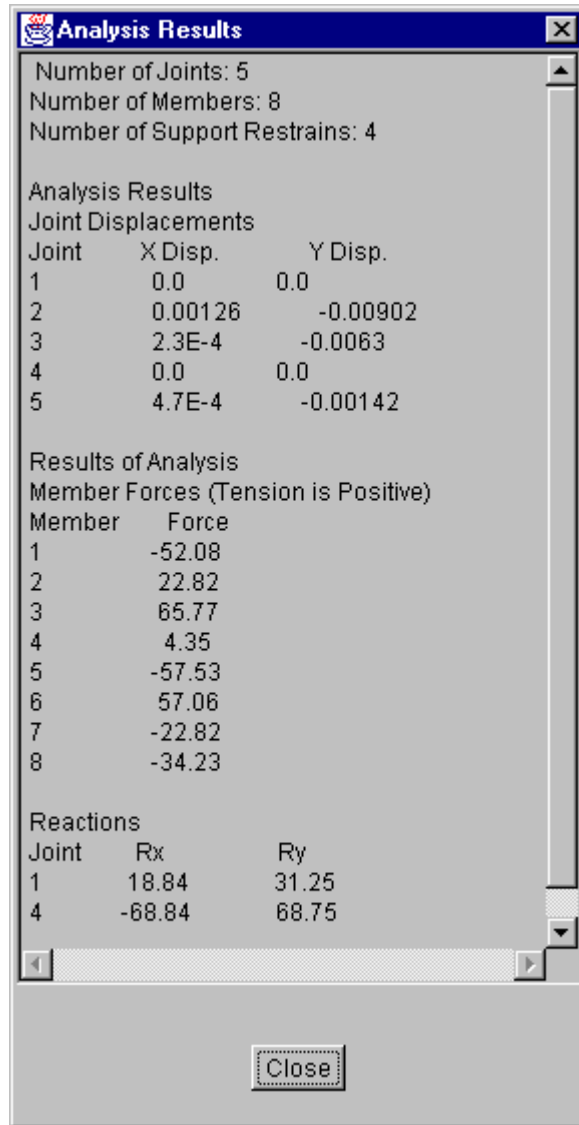 Analysis Results
Number of Joints: 5
Number of Members: 8
Number of Support Restrains: 4
Analysis Results
Joint Displacements
Joint X Disp. Y Disp.
1 0.0 0.0
2 0.00126 -0.00902
3 2.3E-4 -0.0063
4 0.0 0.0
5 4.7E-4 -0.00142
Results of Analysis
Member Forces (Tension is Positive)
Member Force
1 -52.08
2 22.82
3 65.77
4 4.35
5 -57.53
6 57.06
7 -22.82
8 -34.23
Reactions
Joint Rx Ry
1 18.84 31.25
4 -68.84 68.75
Close